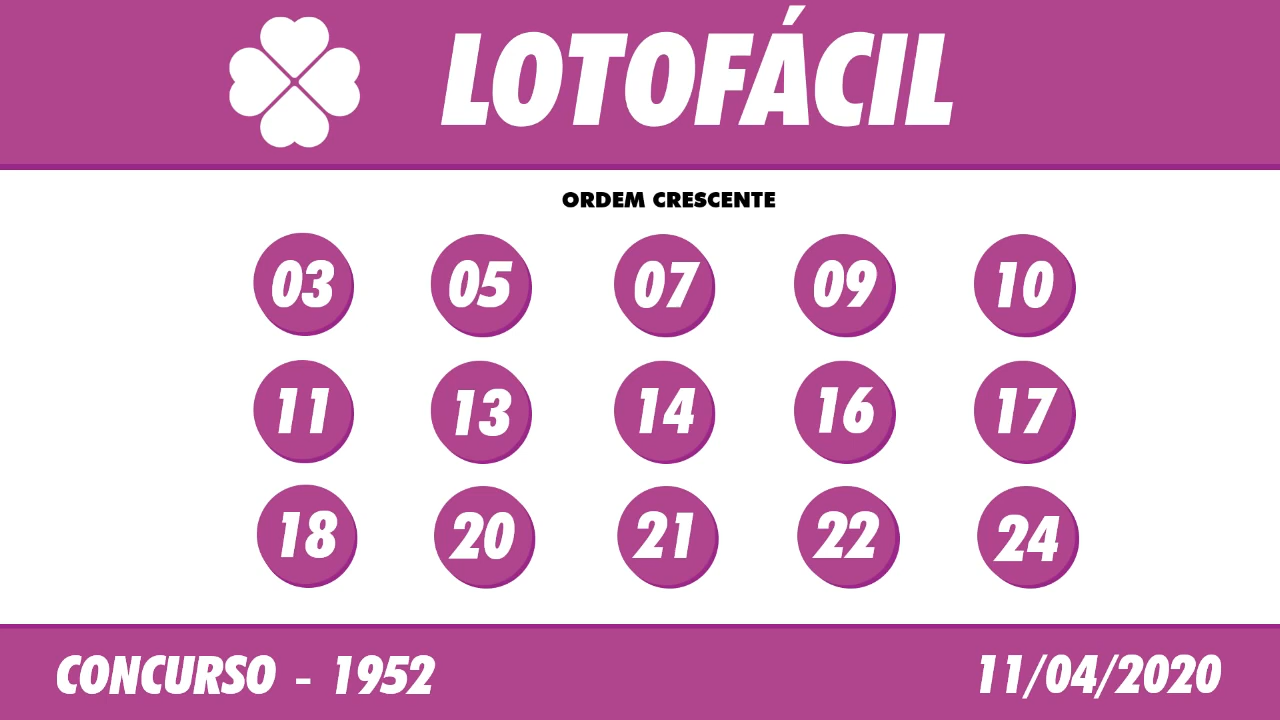 LOTOFÁCIL
ORDEM CRESCENTE
03 05 07 09 10
11 13 14 16 17
18 20 21 22 24
CONCURSO - 1952 11/04/2020